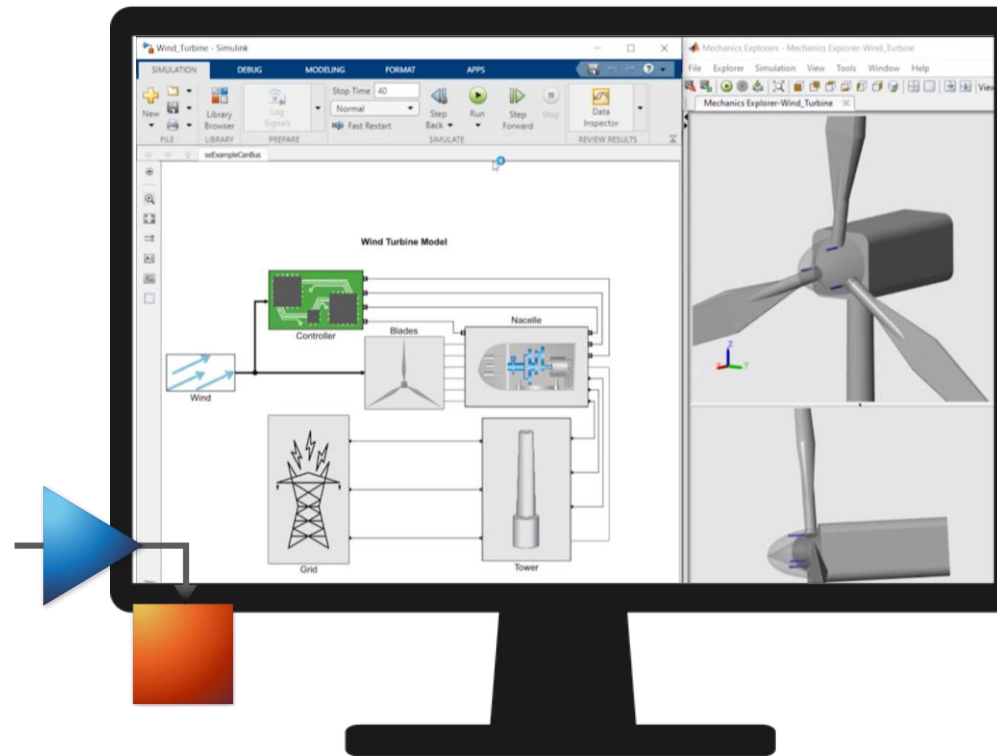 Wind_Turbine - Simulink
SIMULATION DEBUG MODELING FORMAT APPS
New
Library
Browser
Log
Signals
Stop Time 40
Normal
Fast Restart
Step
Back
Run
Step
Forward
Stop
Data
Inspector
FILE LIBRARY PREPARE SIMULATE REVIEW RESULTS
seExampleCanBus
Wind Turbine Model
Controller
Blades
Nacelle
Wind
Grid
Tower
Mechanics Explorers - Mechanics Explorer-Wind_Turbine
File Explorer Simulation View Tools Window Help
View
Mechanics Explorer-Wind_Turbine
Z
X Y